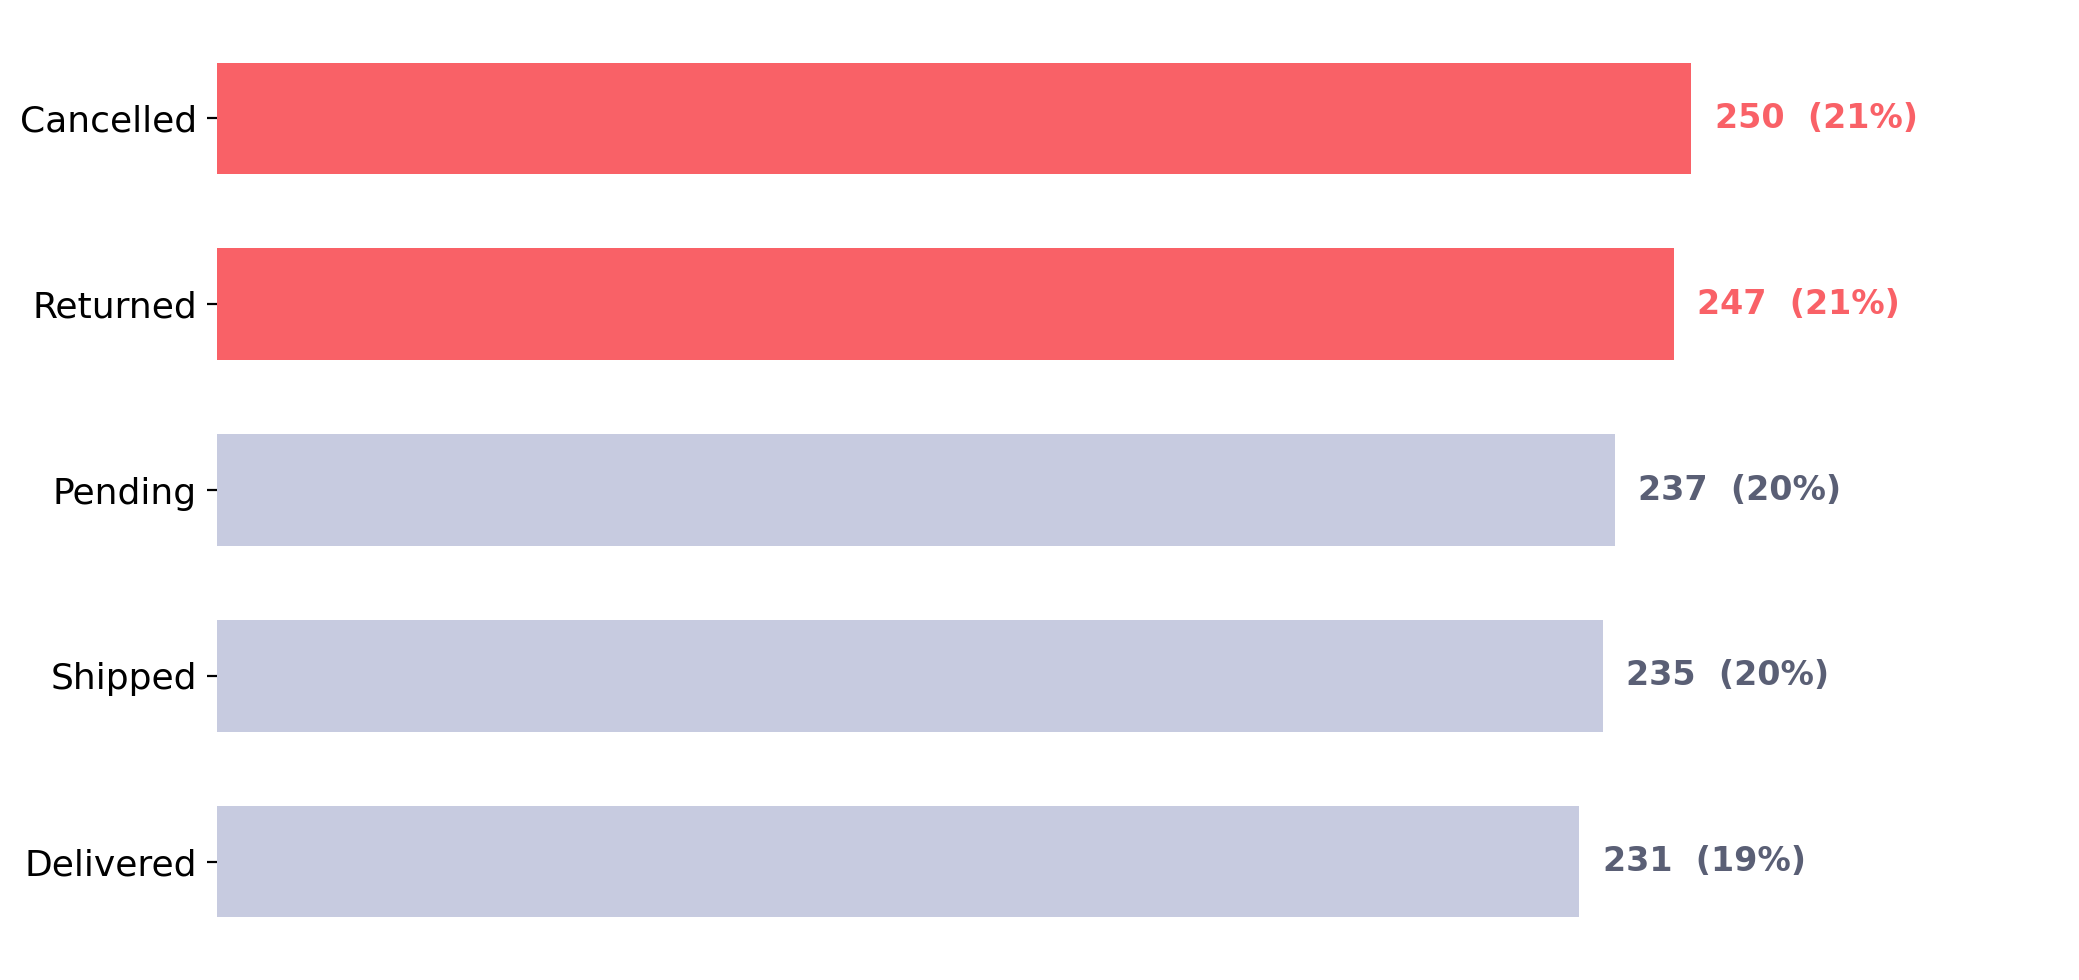 Cancelled 250 (21%)
Returned 247 (21%)
Pending 237 (20%)
Shipped 235 (20%)
Delivered 231 (19%)